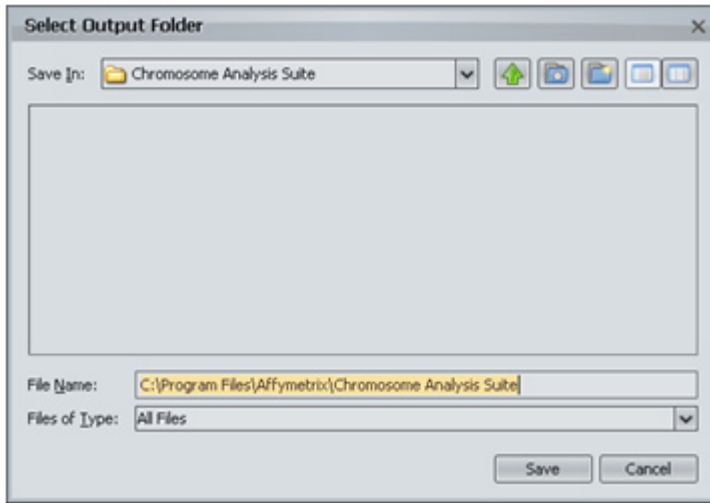 Select Output Folder
Save In: Chromosome Analysis Suite
File Name: C:\Program Files\Affymetrix\Chromosome Analysis Suite
Files of Type: All Files
Save Cancel